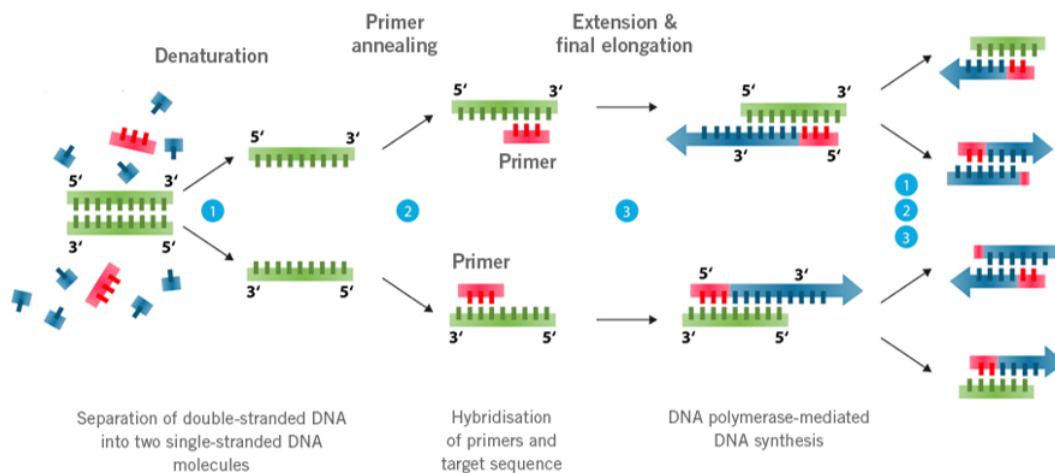 Denaturation
Primer
annealing
Extension &
final elongation
5‘ 3‘
3‘ 5‘
1
5‘ 3‘
3‘ 5‘
2
5‘ 3‘
Primer
Primer
3‘ 5‘
3
5‘ 3‘
3‘ 5‘
5‘ 3‘
3‘ 5‘
1
2
3
Separation of double-stranded DNA
into two single-stranded DNA
molecules
Hybridisation
of primers and
target sequence
DNA polymerase-mediated
DNA synthesis